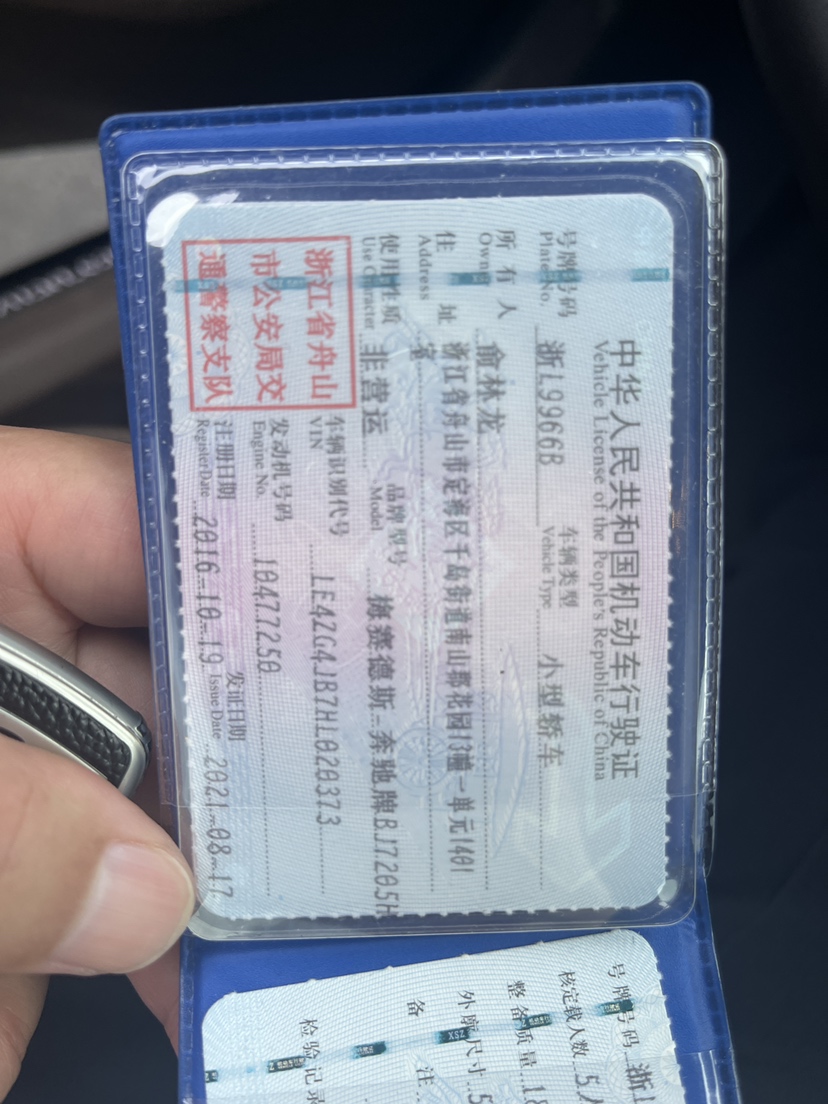 中华人民共和国机动车行驶证
Vehicle License of the People's Republic of China
号牌号码 浙L9966B 车辆类型 小型轿车
Plate No. Vehicle Type
所有人 俞林龙
Owner
住址 浙江省舟山市定海区千岛街道南山郡花园13幢一单元1401
Address 室
使用性质 非营运 品牌型号 梅赛德斯-奔驰牌BJ7205H
Use Character Model
浙江省舟山
市公安局交
通警察支队
车辆识别代号 LE4ZG4JB7HL020373
VIN
发动机号码 10477250
Engine No.
注册日期 2016-10-19 发证日期 2021-08-17
Register Date Issue Date
号牌号码 浙L
核定载人数 5人
整备质量 18
外廓尺寸 5
备注
检验记录